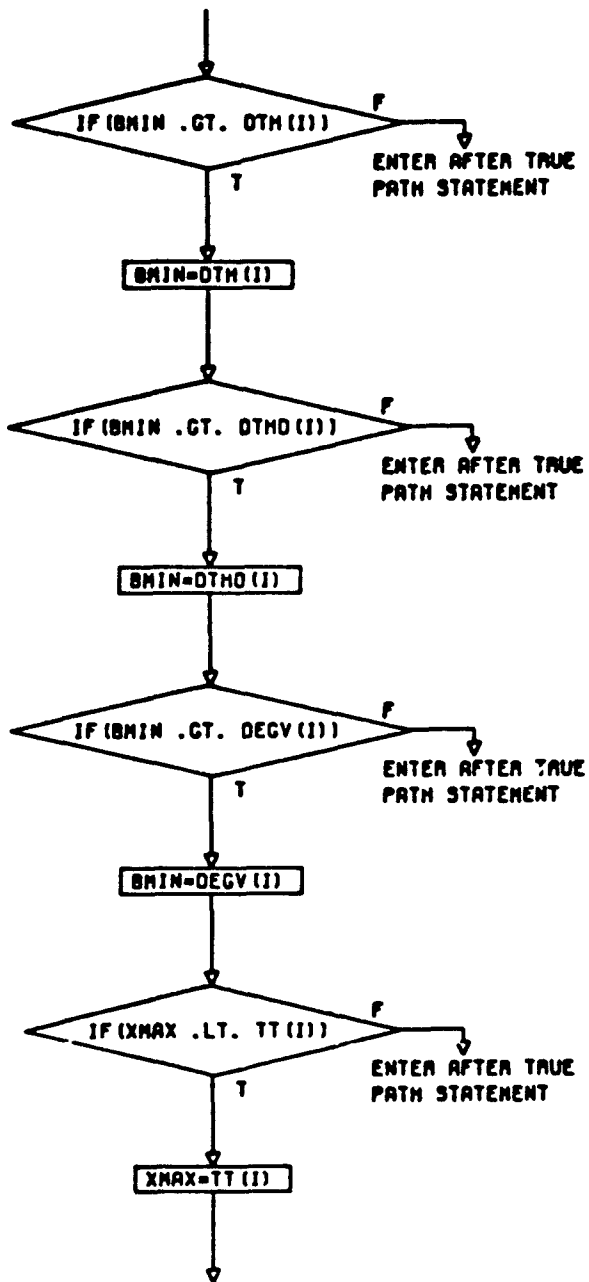 F
IF(BMIN .GT. DTM(I))
ENTER AFTER TRUE
PATH STATEMENT
T
BMIN=DTM(I)
F
IF(BMIN .GT. DTMD(I))
ENTER AFTER TRUE
PATH STATEMENT
T
BMIN=DTMD(I)
F
IF(BMIN .GT. DEGV(I))
ENTER AFTER TRUE
PATH STATEMENT
T
BMIN=DEGV(I)
F
IF(XMAX .LT. TT(I))
ENTER AFTER TRUE
PATH STATEMENT
T
XMAX=TT(I)